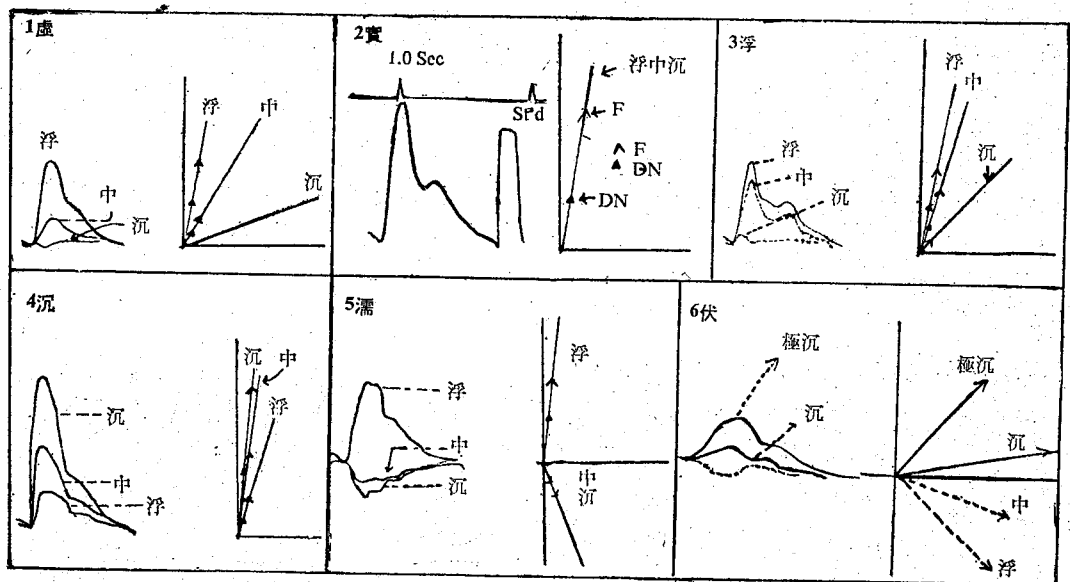 1虛
浮
中
沉
浮
中
沉
2實
1.0 Sec
St'd
浮中沉
F
F
DN
DN
3浮
浮
中
沉
浮
中
沉
4沉
沉
中
浮
沉
中
浮
5濡
浮
中
沉
浮
中
沉
6伏
極沉
沉
極沉
沉
中
浮